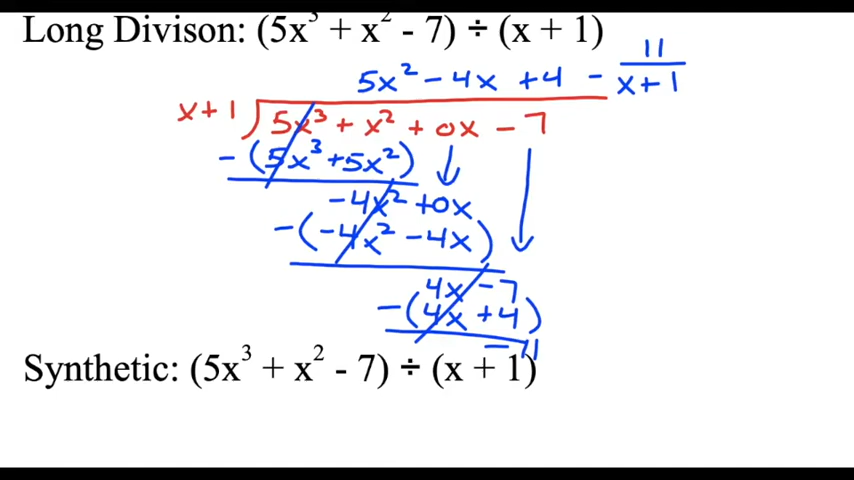 Long Divison: (5x³ + x² - 7) ÷ (x + 1)
5x² - 4x + 4 - 11/(x+1)
x+1 ) 5x³ + x² + 0x - 7
-(5x³ + 5x²)
-4x² + 0x
-(-4x² - 4x)
4x - 7
-(4x + 4)
-11
Synthetic: (5x³ + x² - 7) ÷ (x + 1)